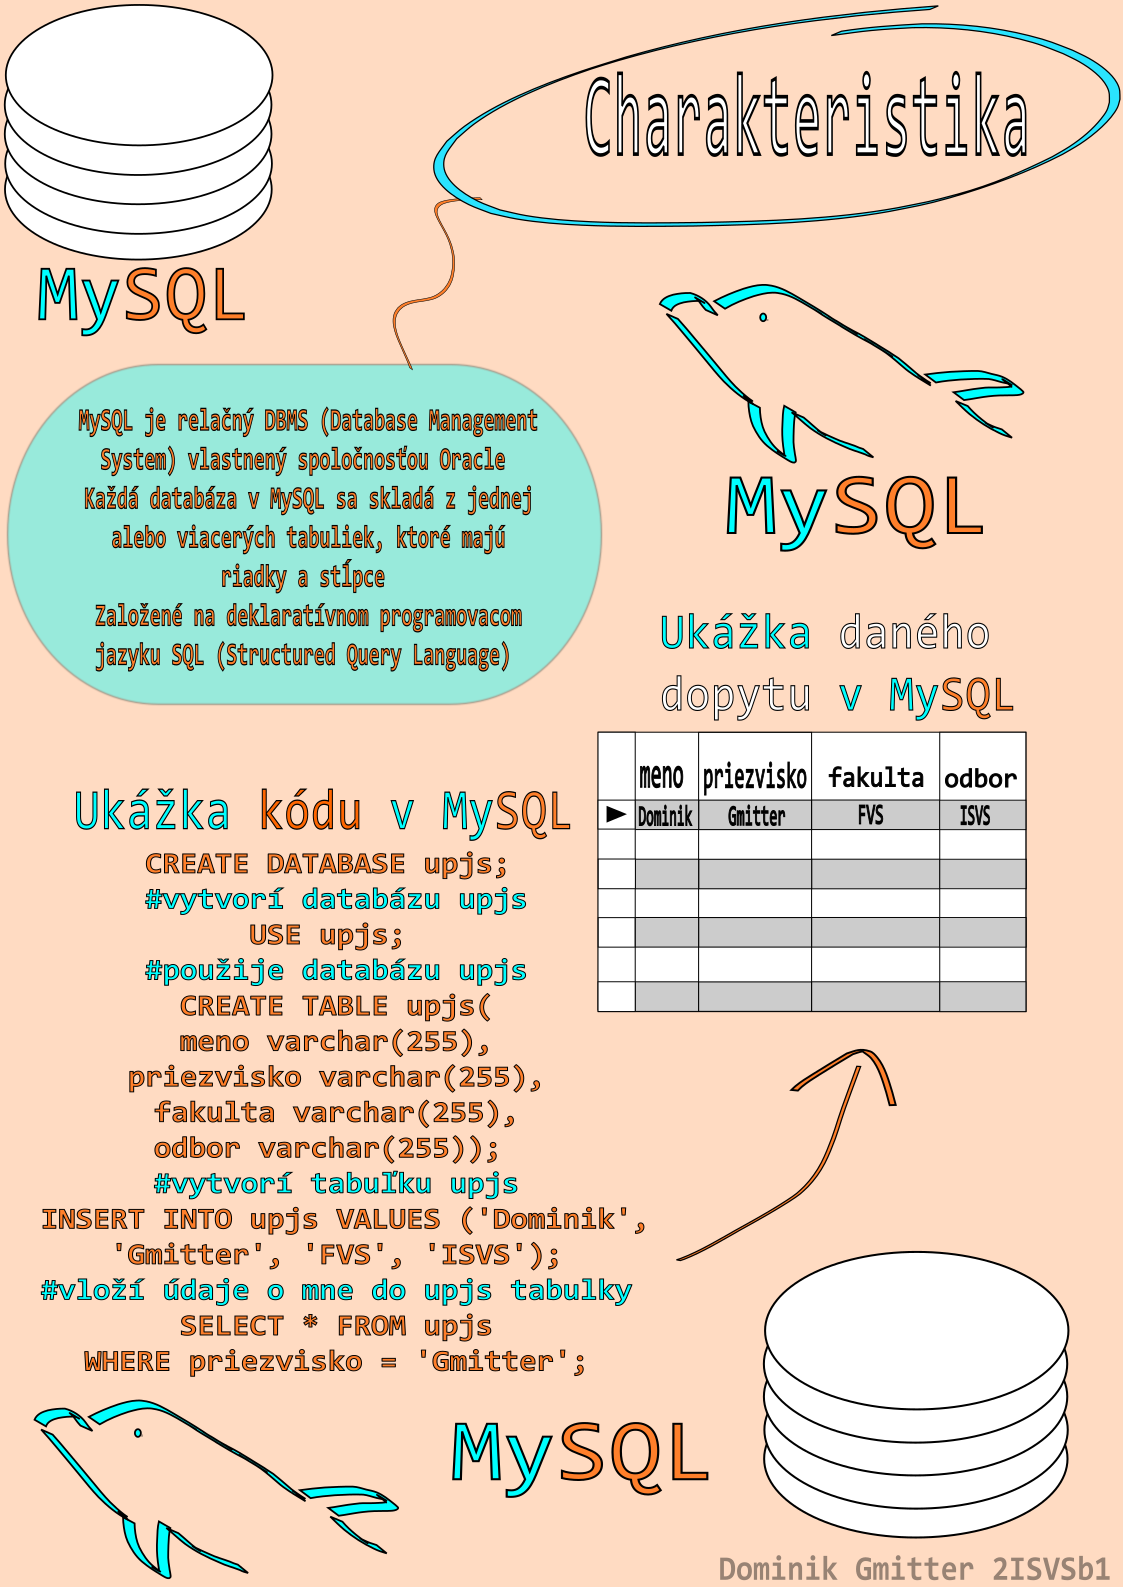 Charakteristika
MySQL
MySQL je relačný DBMS (Database Management
System) vlastnený spoločnosťou Oracle
Každá databáza v MySQL sa skladá z jednej
alebo viacerých tabuliek, ktoré majú
riadky a stĺpce
Založené na deklaratívnom programovacom
jazyku SQL (Structured Query Language)
MySQL
Ukážka daného
dopytu v MySQL
meno priezvisko fakulta odbor
Dominik Gmitter FVS ISVS
Ukážka kódu v MySQL
CREATE DATABASE upjs;
#vytvorí databázu upjs
USE upjs;
#použije databázu upjs
CREATE TABLE upjs(
meno varchar(255),
priezvisko varchar(255),
fakulta varchar(255),
odbor varchar(255));
#vytvorí tabuľku upjs
INSERT INTO upjs VALUES ('Dominik',
'Gmitter', 'FVS', 'ISVS');
#vloží údaje o mne do upjs tabulky
SELECT * FROM upjs
WHERE priezvisko = 'Gmitter';
MySQL
Dominik Gmitter 2ISVSb1